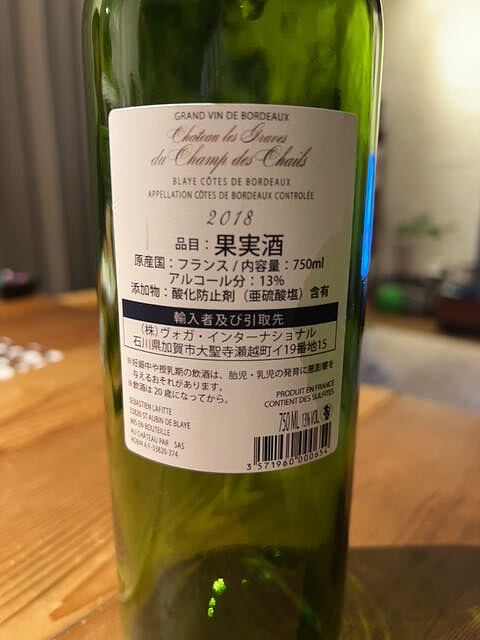 GRAND VIN DE BORDEAUX
Chateau les Graves
du Champ des Chails
BLAYE CÔTES DE BORDEAUX
APPELLATION CÔTES DE BORDEAUX CONTROLÉE
2018
品目：果実酒
原産国：フランス / 内容量：750ml
アルコール分：13%
添加物：酸化防止剤（亜硫酸塩）含有
輸入者及び引取先
（株）ヴォガ・インターナショナル
石川県加賀市大聖寺瀬越町イ19番地15
※妊娠中や授乳期の飲酒は、胎児・乳児の発育に悪影響を
与えるおそれがあります。
※飲酒は20歳になってから。
SEBASTIEN LAFITTE
33820 ST AUBIN DE BLAYE
MIS EN BOUTEILLE
AU CHÂTEAU PAR SAS
ROBIN A F-33820-374
PRODUIT EN FRANCE
CONTIENT DES SULFITES
750 ML 13% VOL
3 571960 000654